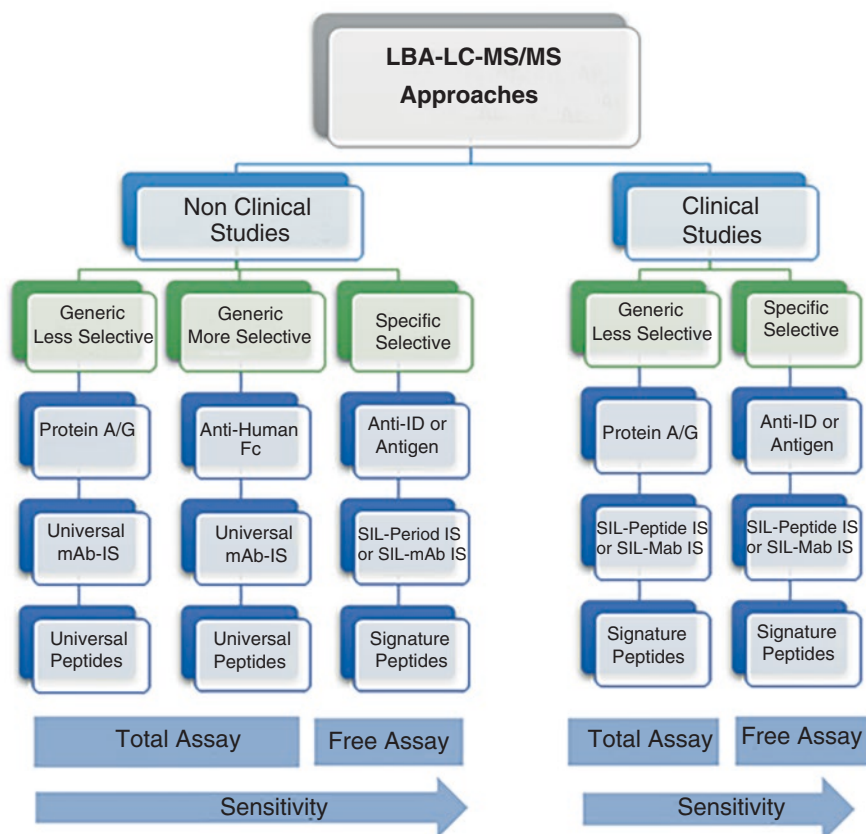 LBA-LC-MS/MS
Approaches
Non Clinical
Studies
Clinical
Studies
Generic
Less Selective
Generic
More Selective
Specific
Selective
Generic
Less Selective
Specific
Selective
Protein A/G
Anti-Human
Fc
Anti-ID or
Antigen
Protein A/G
Anti-ID or
Antigen
Universal
mAb-IS
Universal
mAb-IS
SIL-Period IS
or SIL-mAb IS
SIL-Peptide IS
or SIL-Mab IS
SIL-Peptide IS
or SIL-Mab IS
Universal
Peptides
Universal
Peptides
Signature
Peptides
Signature
Peptides
Signature
Peptides
Total Assay
Free Assay
Total Assay
Free Assay
Sensitivity
Sensitivity